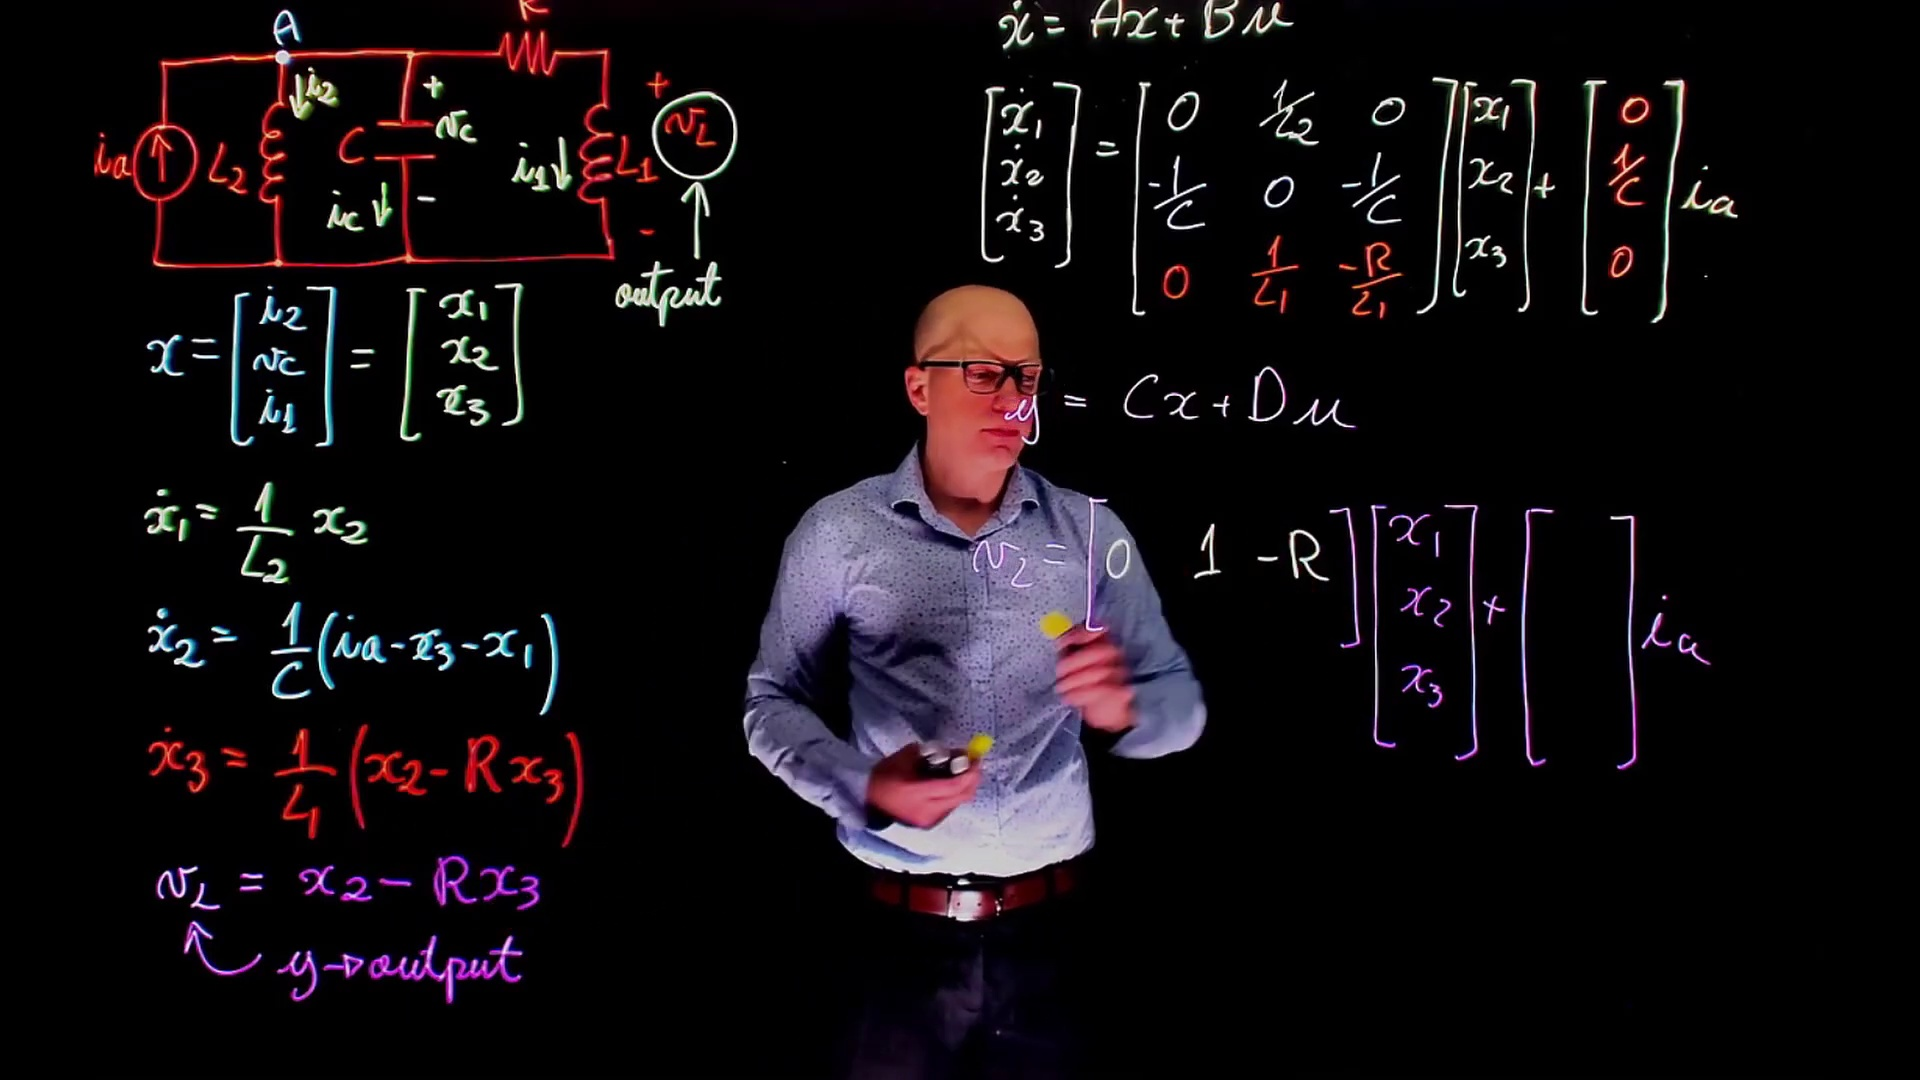 A
R
i2
+
vc
-
ia
L2
C
ic
i1
L1
+
vL
-
output
x = [i2 vc i1] = [x1 x2 x3]
ẋ1 = 1/L2 x2
ẋ2 = 1/C (ia - x3 - x1)
ẋ3 = 1/L1 (x2 - Rx3)
vL = x2 - Rx3
y → output
ẋ = Ax + Bu
[ẋ1 ẋ2 ẋ3] = [0 1/L2 0
-1/C 0 -1/C
0 1/L1 -R/L1] [x1 x2 x3] + [0 1/C 0] ia
y = Cx + Du
vL = [0 1 -R] [x1 x2 x3] + [ ] ia